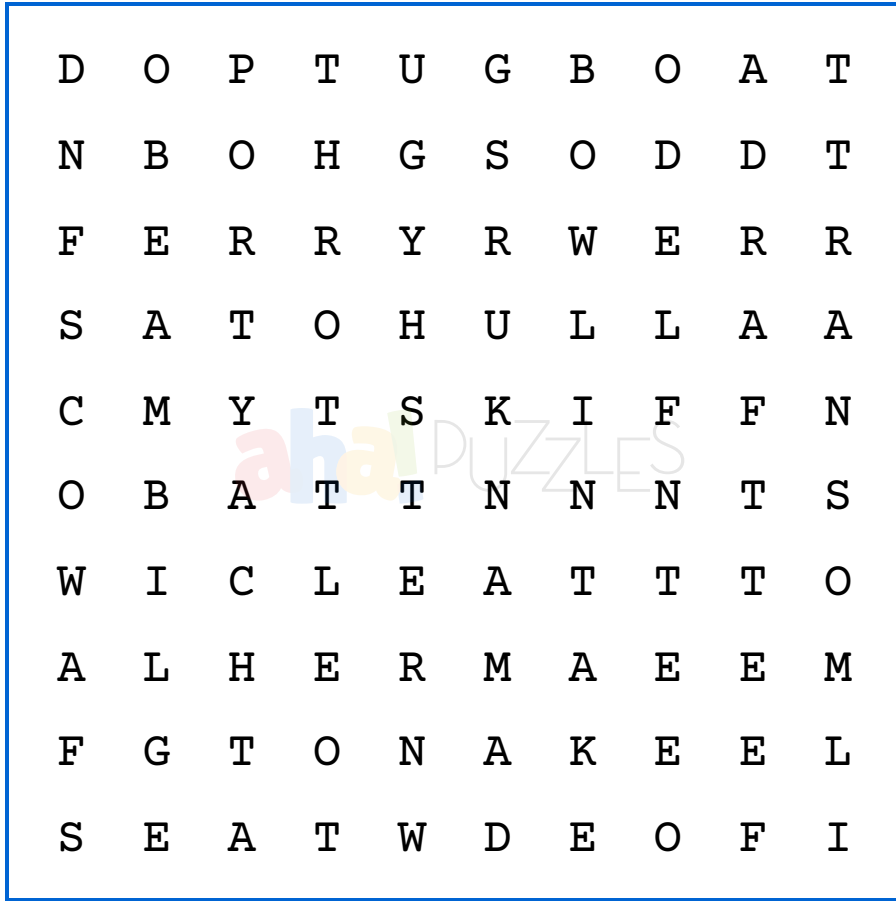 D O P T U G B O A T
N B O H G S O D D T
F E R R Y R W E R R
S A T O H U L L A A
C M Y T S K I F F N
O B A T T N N N T S
W I C L E A T T T O
A L H E R M A E E M
F G T O N A K E E L
S E A T W D E O F I
aha! PUZZLES